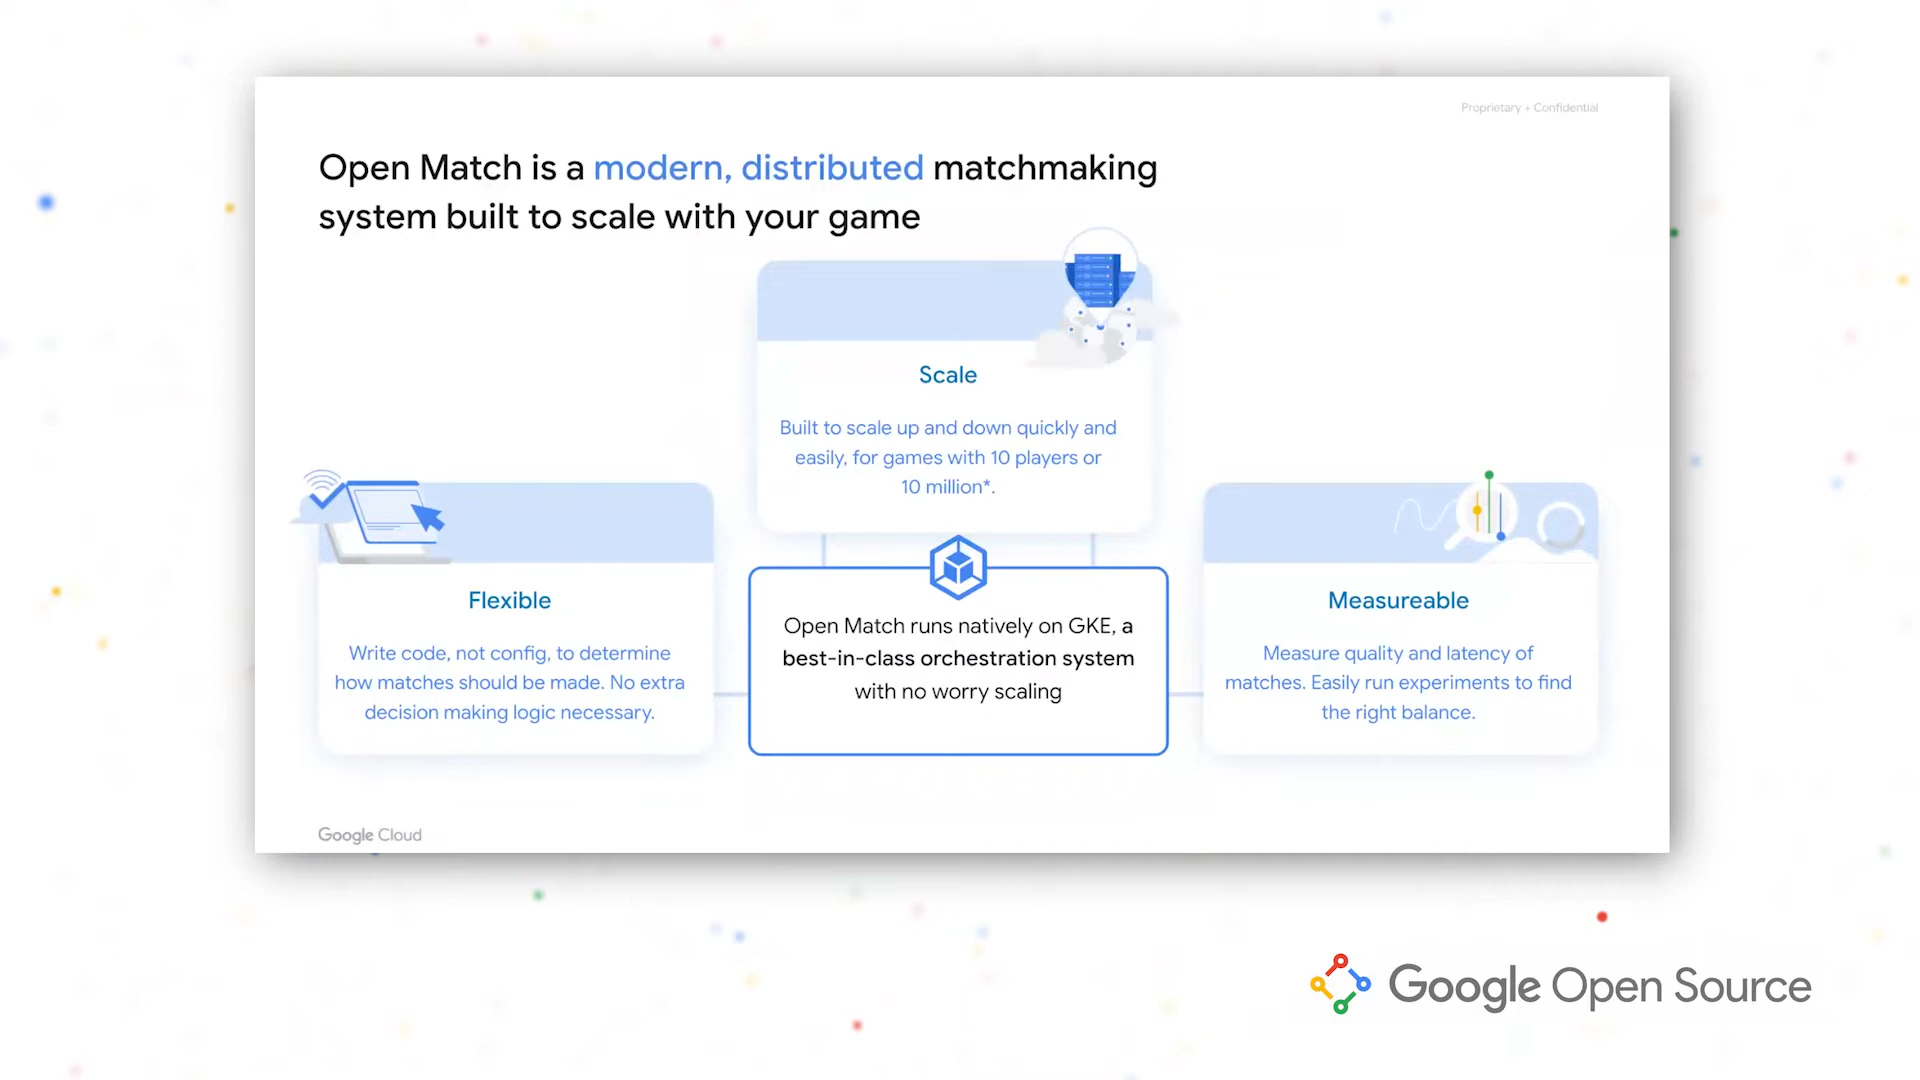 Proprietary + Confidential
Open Match is a modern, distributed matchmaking
system built to scale with your game
Scale
Built to scale up and down quickly and
easily, for games with 10 players or
10 million*.
Flexible
Write code, not config, to determine
how matches should be made. No extra
decision making logic necessary.
Open Match runs natively on GKE, a
best-in-class orchestration system
with no worry scaling
Measureable
Measure quality and latency of
matches. Easily run experiments to find
the right balance.
Google Cloud
Google Open Source